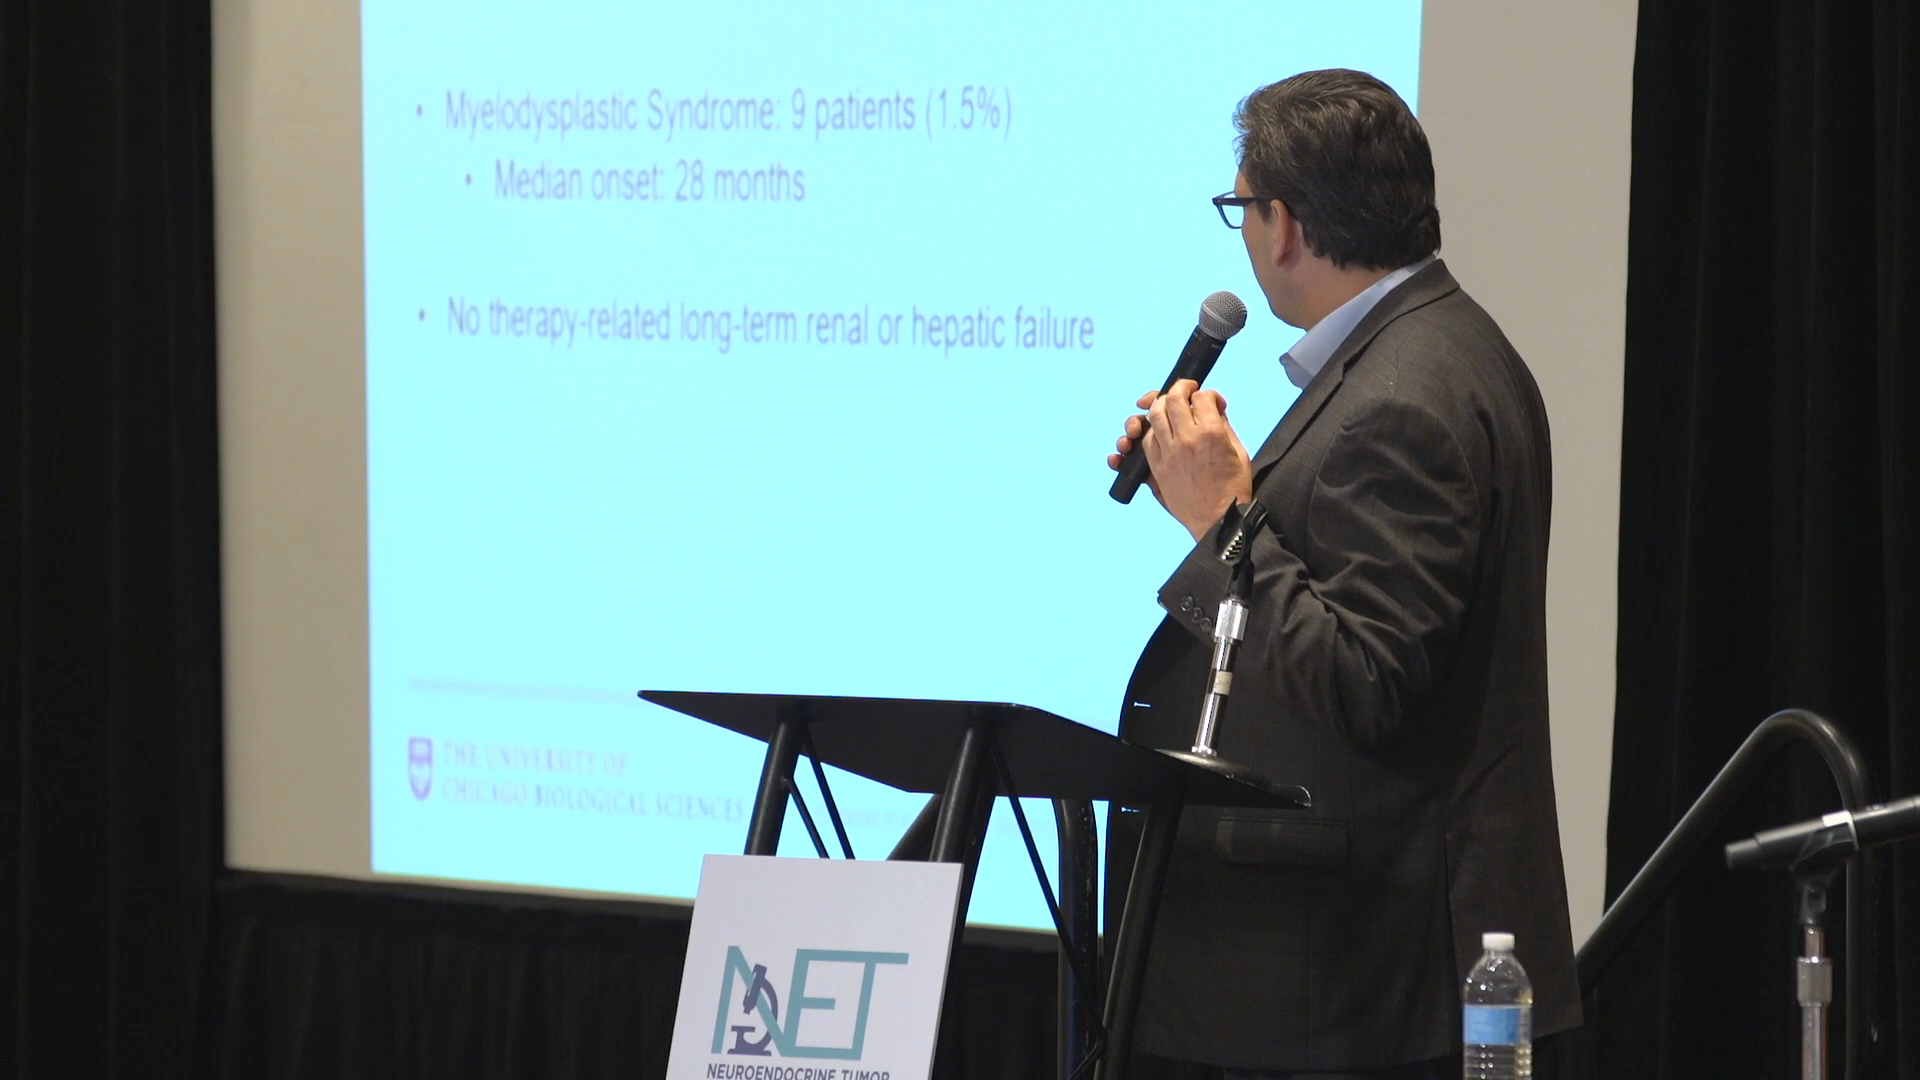 • Myelodysplastic Syndrome: 9 patients (1.5%)
• Median onset: 28 months
• No therapy-related long-term renal or hepatic failure
THE UNIVERSITY OF
CHICAGO BIOLOGICAL SCIENCES
NET
NEUROENDOCRINE TUMOR